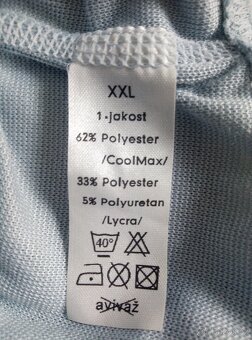 XXL
1.jakost
62% Polyester
/CoolMax/
33% Polyester
5% Polyuretan
/Lycra/
40°
aviváž